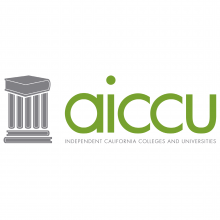 aiccu
INDEPENDENT CALIFORNIA COLLEGES AND UNIVERSITIES